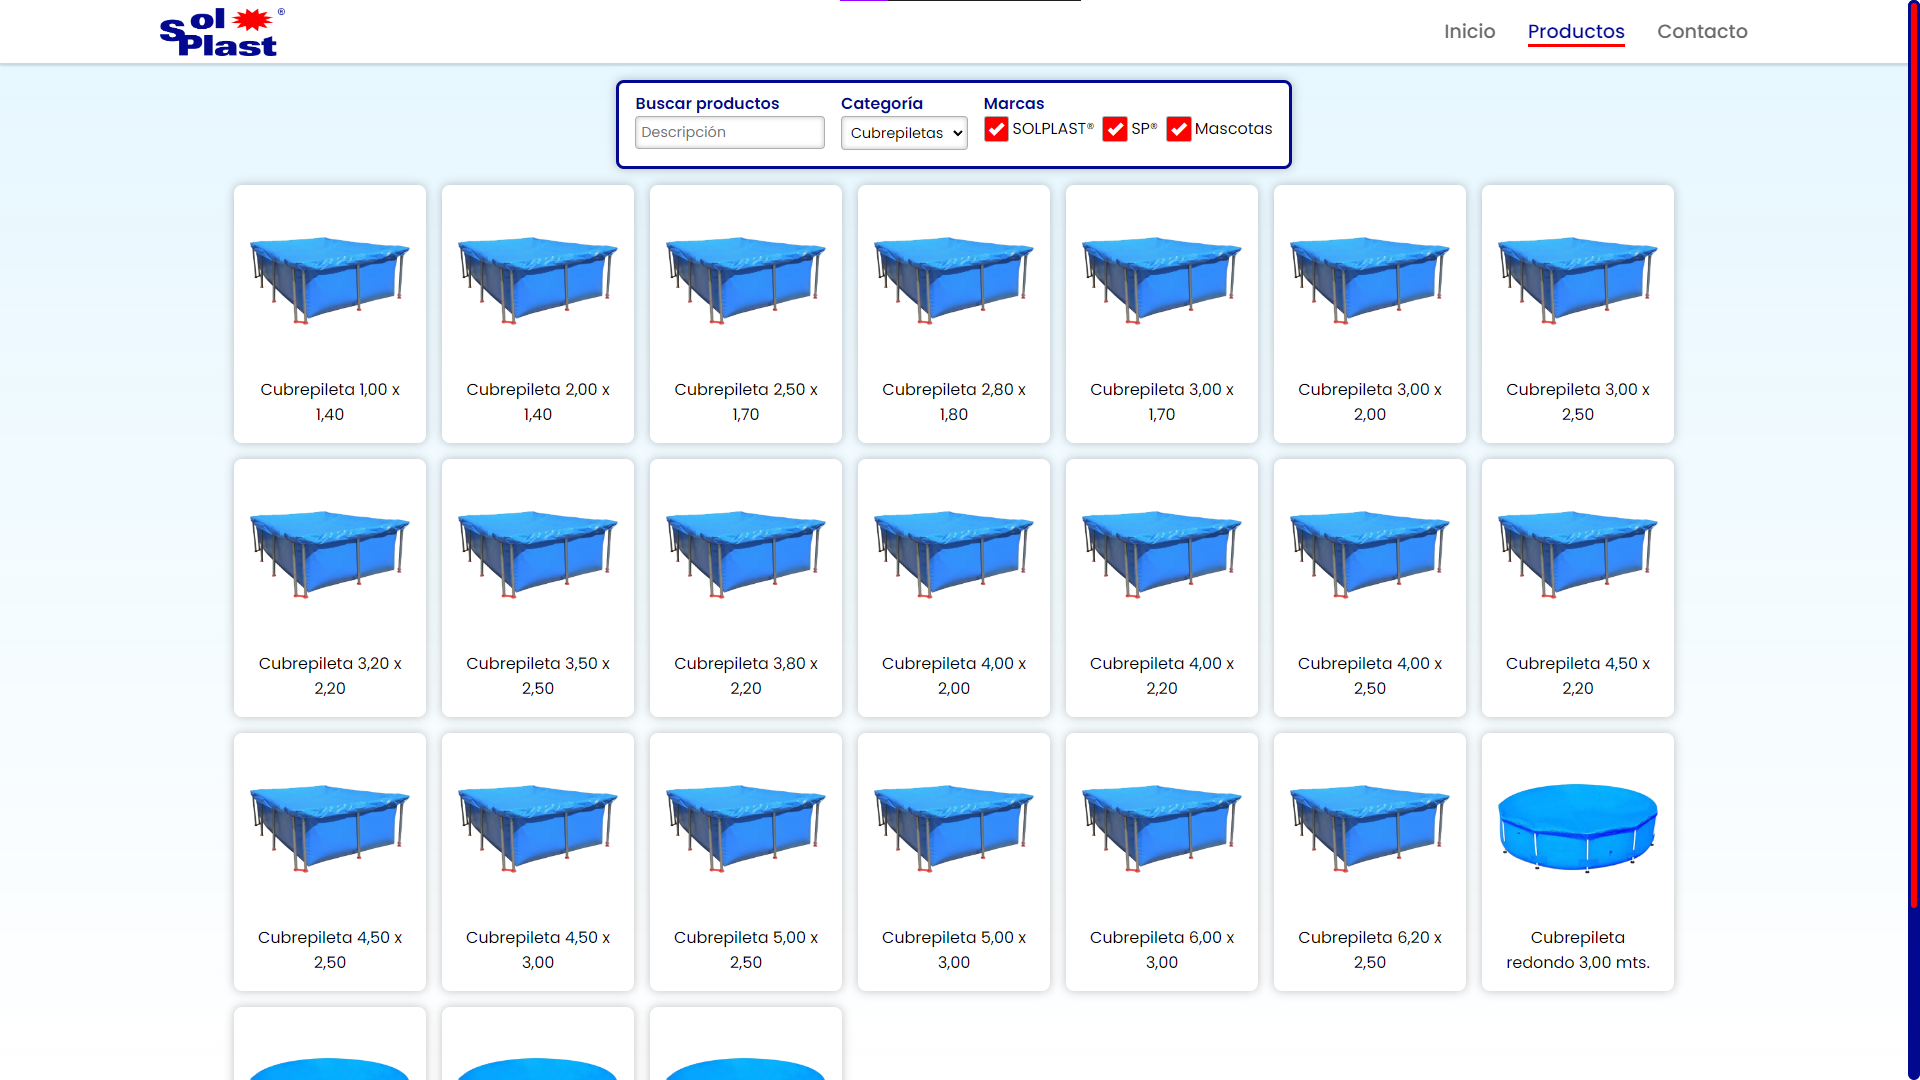 Sol Plast ®
Inicio Productos Contacto
Buscar productos Categoría Marcas
Descripción Cubrepiletas SOLPLAST® SP® Mascotas
Cubrepileta 1,00 x
1,40
Cubrepileta 2,00 x
1,40
Cubrepileta 2,50 x
1,70
Cubrepileta 2,80 x
1,80
Cubrepileta 3,00 x
1,70
Cubrepileta 3,00 x
2,00
Cubrepileta 3,00 x
2,50
Cubrepileta 3,20 x
2,20
Cubrepileta 3,50 x
2,50
Cubrepileta 3,80 x
2,20
Cubrepileta 4,00 x
2,00
Cubrepileta 4,00 x
2,20
Cubrepileta 4,00 x
2,50
Cubrepileta 4,50 x
2,20
Cubrepileta 4,50 x
2,50
Cubrepileta 4,50 x
3,00
Cubrepileta 5,00 x
2,50
Cubrepileta 5,00 x
3,00
Cubrepileta 6,00 x
3,00
Cubrepileta 6,20 x
2,50
Cubrepileta
redondo 3,00 mts.